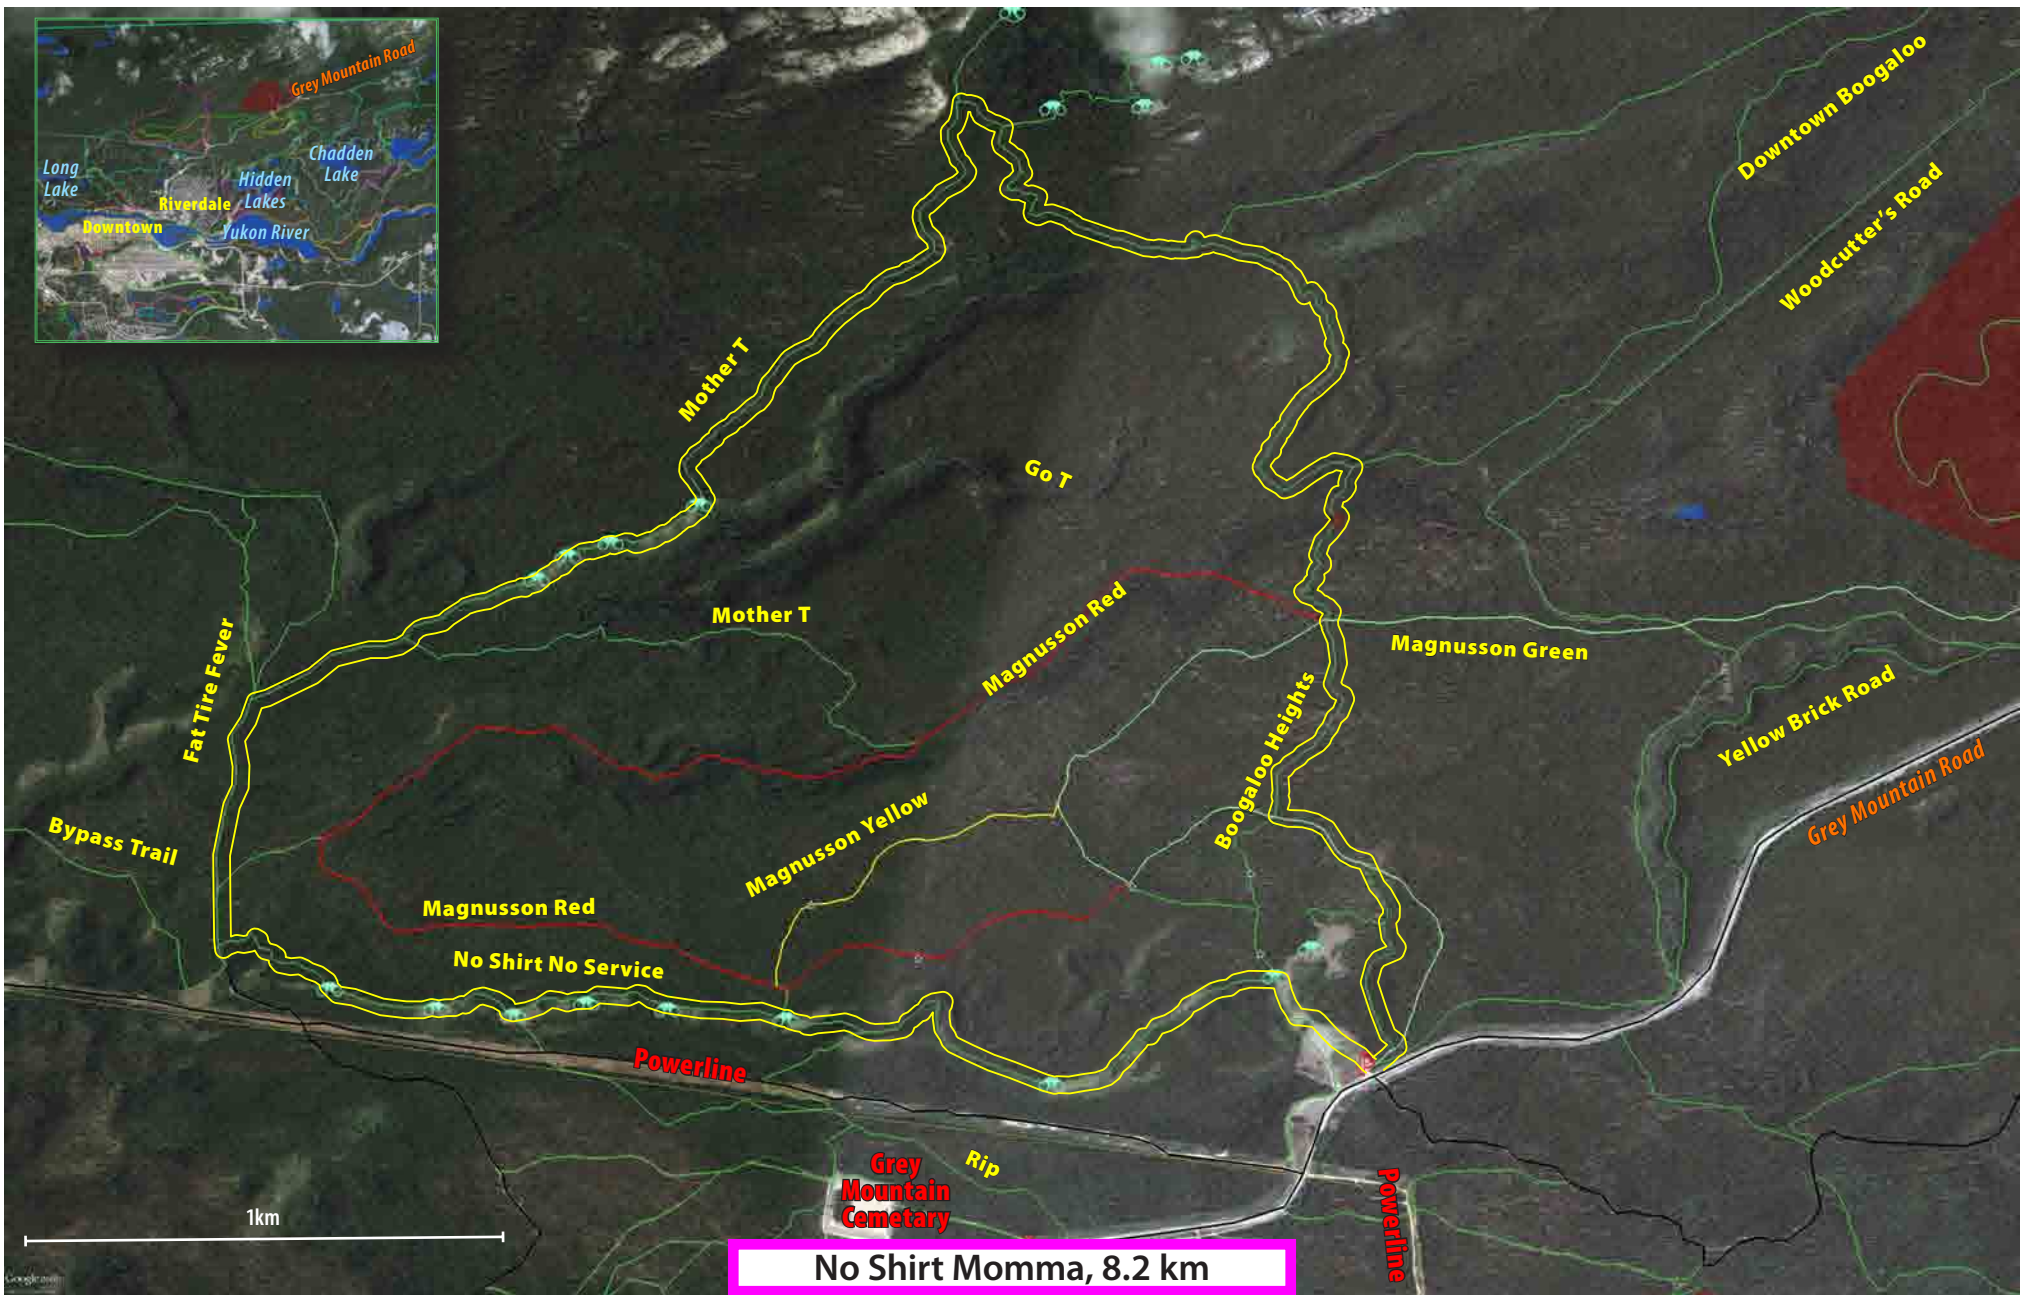 Grey Mountain Road
Long
Lake
Chadden
Lake
Hidden
Lakes
Riverdale
Downtown
Yukon River
Downtown Boogaloo
Woodcutter's Road
Mother T
Go T
Mother T
Magnusson Red
Magnusson Green
Fat Tire Fever
Boogaloo Heights
Yellow Brick Road
Grey Mountain Road
Bypass Trail
Magnusson Yellow
Magnusson Red
No Shirt No Service
Powerline
Rip
Grey
Mountain
Cemetary
Powerline
1km
Google
No Shirt Momma, 8.2 km